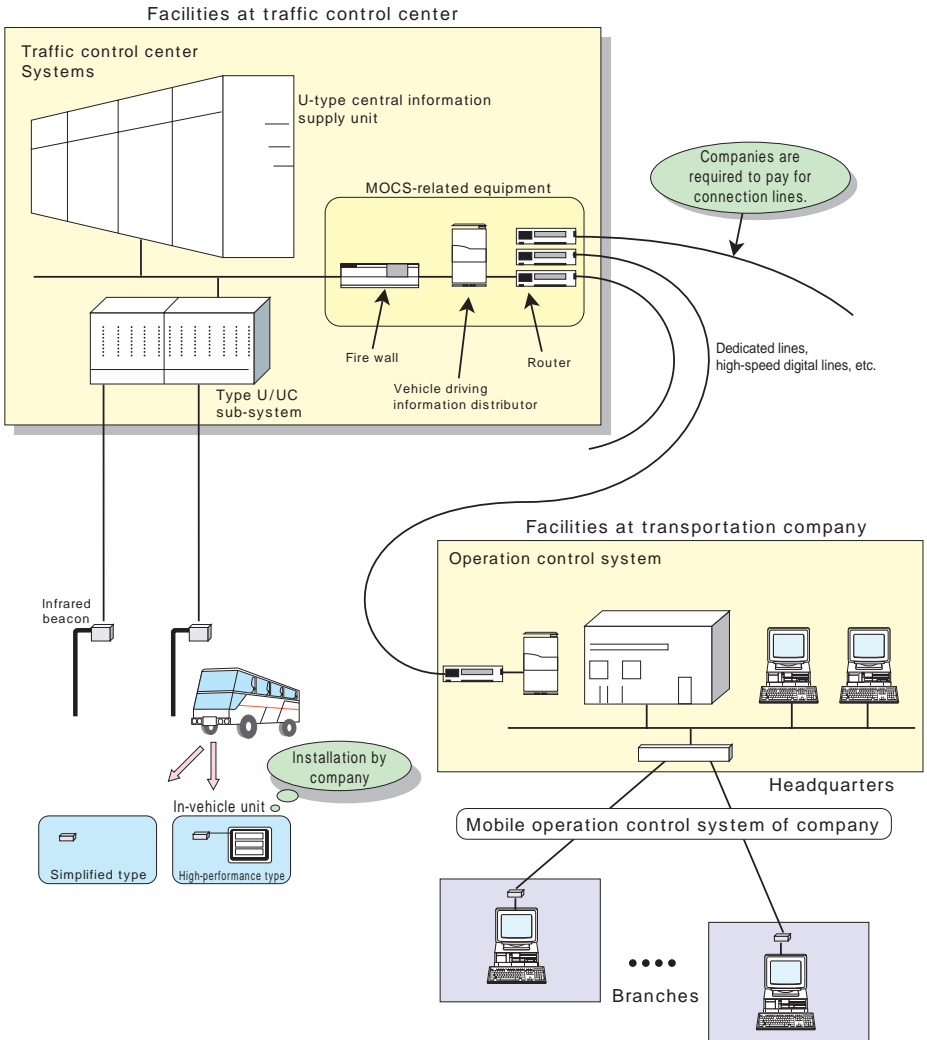 Facilities at traffic control center
Traffic control center
Systems
U-type central information
supply unit
MOCS-related equipment
Companies are
required to pay for
connection lines.
Fire wall
Router
Vehicle driving
information distributor
Dedicated lines,
high-speed digital lines, etc.
Type U/UC
sub-system
Facilities at transportation company
Operation control system
Infrared
beacon
Installation by
company
Headquarters
In-vehicle unit
Simplified type
High-performance type
Mobile operation control system of company
Branches